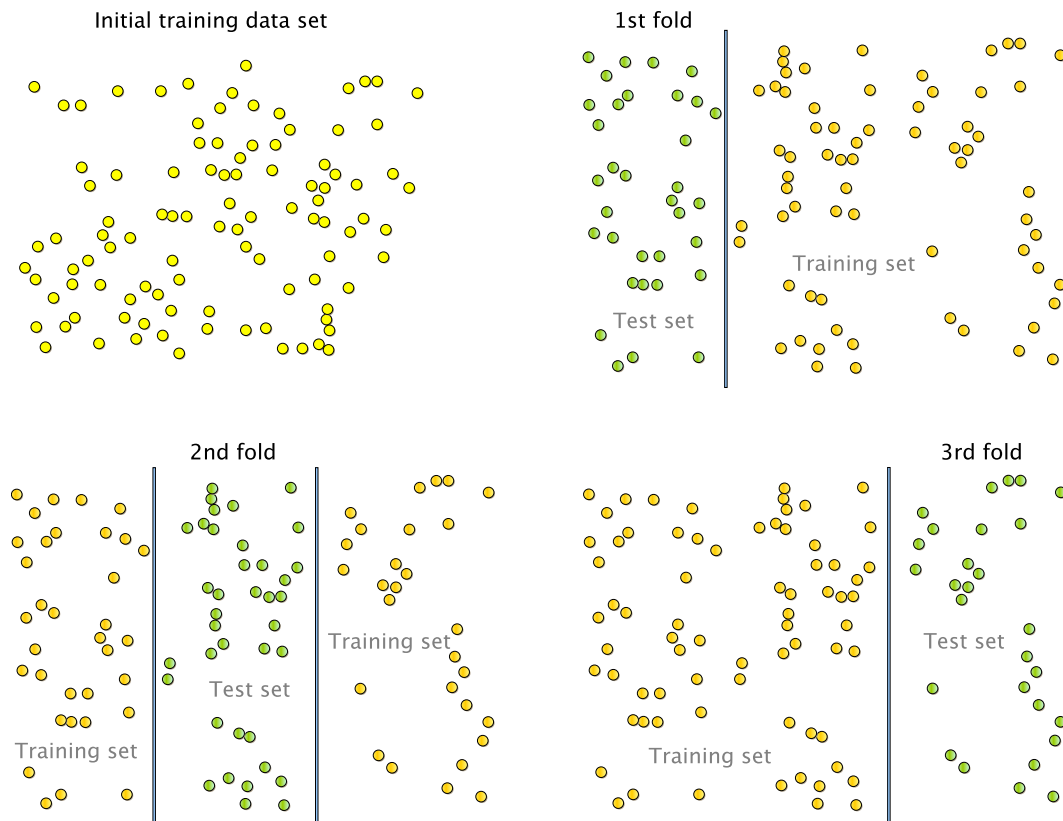 Initial training data set
1st fold
Training set
Test set
2nd fold
3rd fold
Training set
Test set
Test set
Training set
Training set